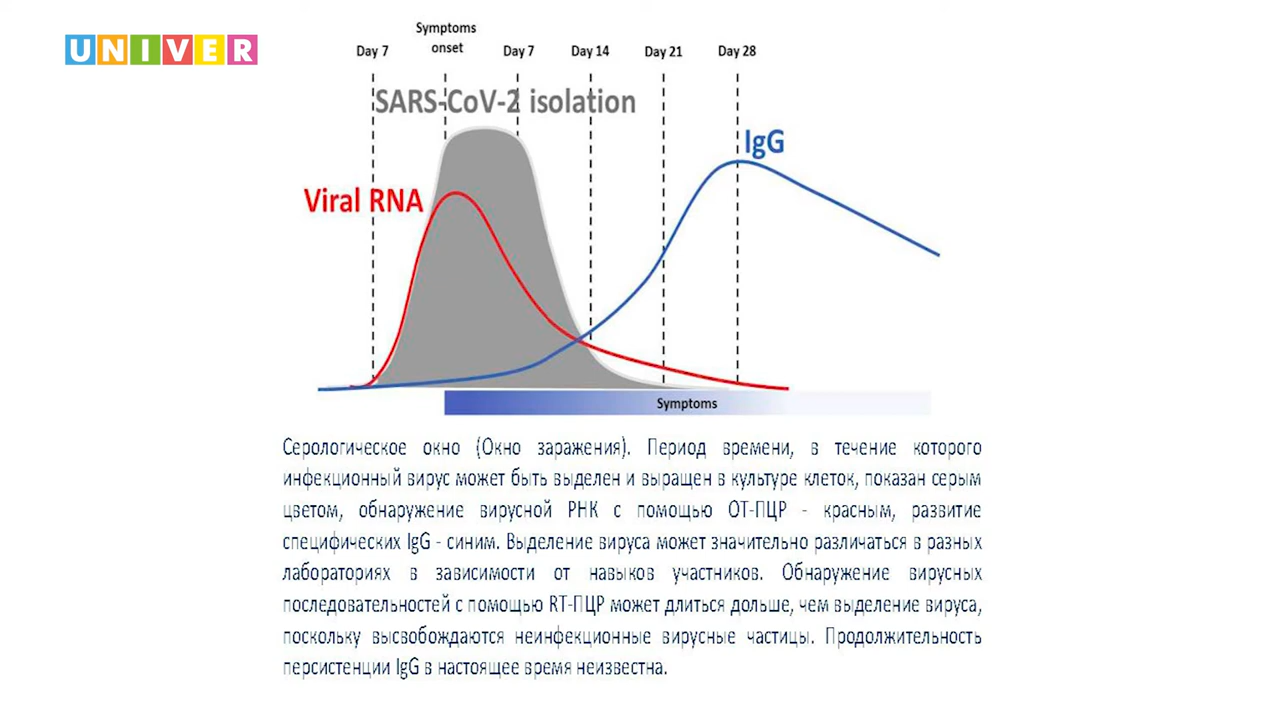 UNIVER
Symptoms
onset
Day 7
Day 7
Day 14
Day 21
Day 28
SARS-CoV-2 isolation
IgG
Viral RNA
Symptoms
Серологическое окно (Окно заражения). Период времени, в течение которого
инфекционный вирус может быть выделен и выращен в культуре клеток, показан серым
цветом, обнаружение вирусной РНК с помощью ОТ-ПЦР - красным, развитие
специфических IgG - синим. Выделение вируса может значительно различаться в разных
лабораториях в зависимости от навыков участников. Обнаружение вирусных
последовательностей с помощью RT-ПЦР может длиться дольше, чем выделение вируса,
поскольку высвобождаются неинфекционные вирусные частицы. Продолжительность
персистенции IgG в настоящее время неизвестна.